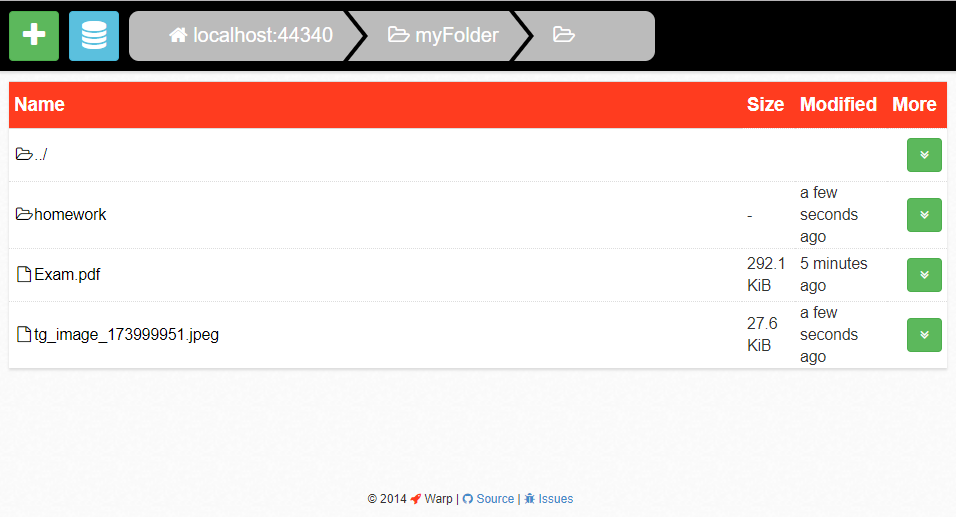 localhost:44340 myFolder
Name Size Modified More
../
homework - a few seconds ago
Exam.pdf 292.1 KiB 5 minutes ago
tg_image_173999951.jpeg 27.6 KiB a few seconds ago
© 2014 Warp | Source | Issues